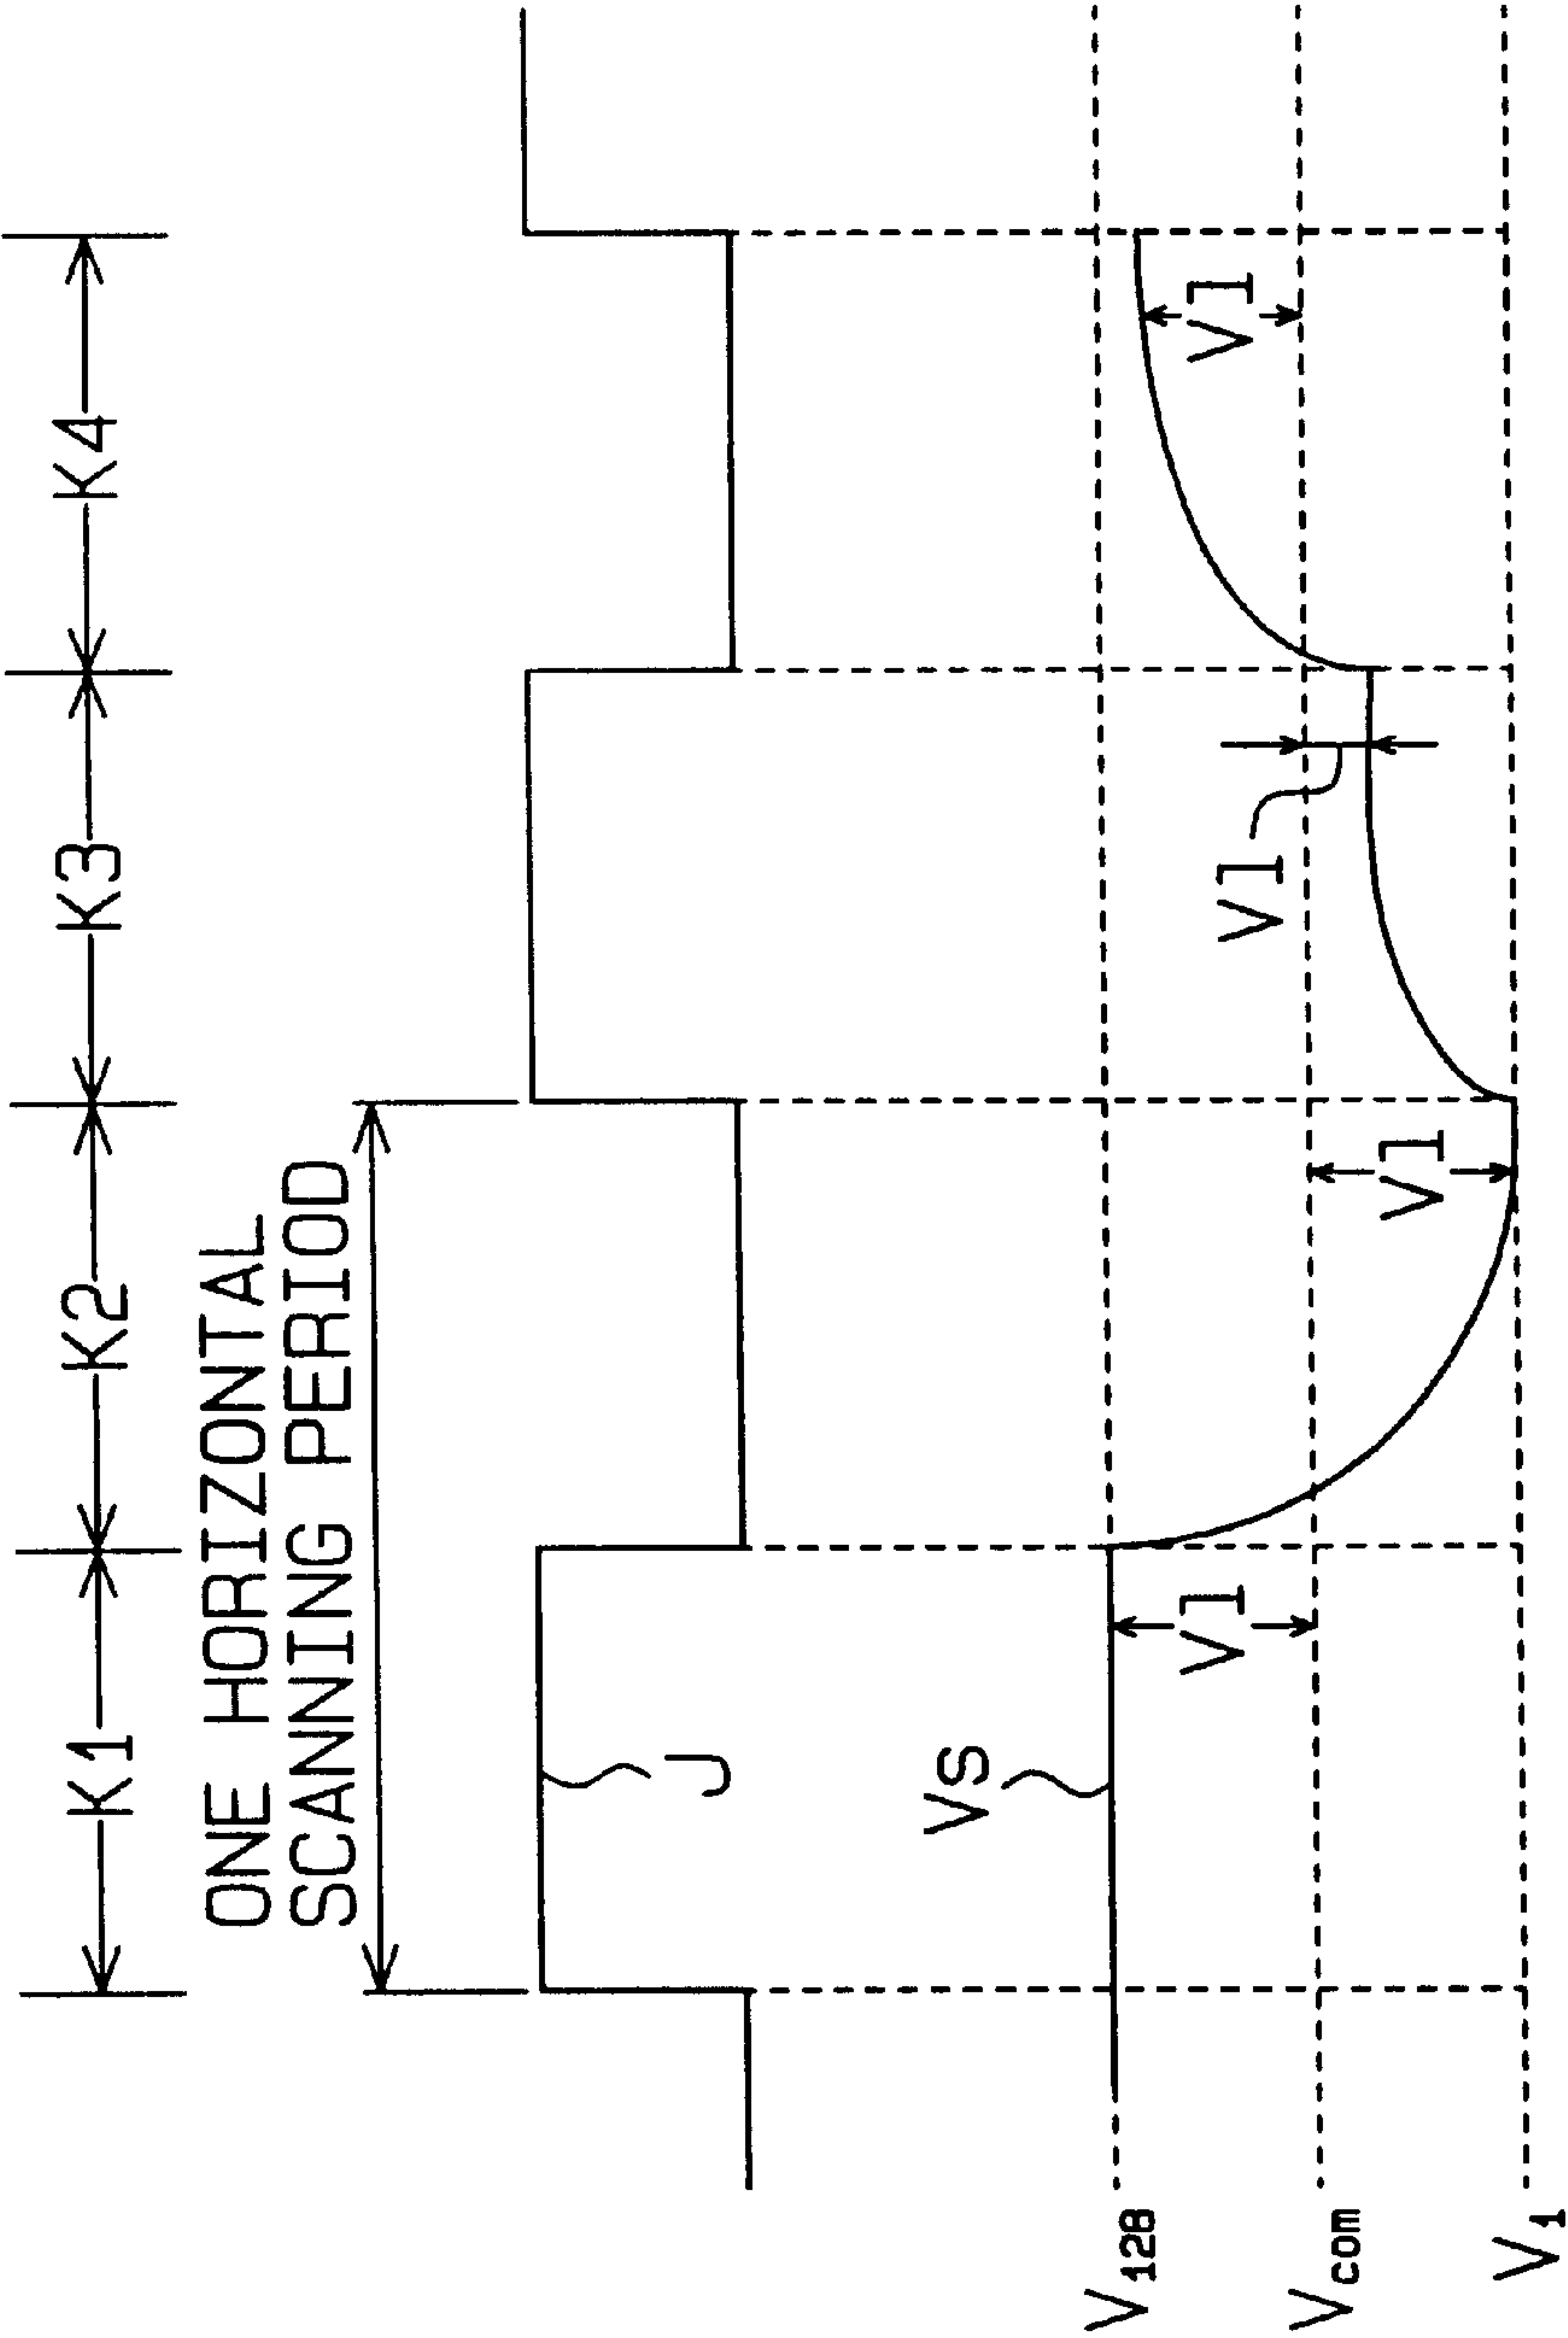 K1 K2 K3 K4
ONE HORIZONTAL
SCANNING PERIOD
J
VS
V128
V1
V1
V1
V1
Vcom
V1